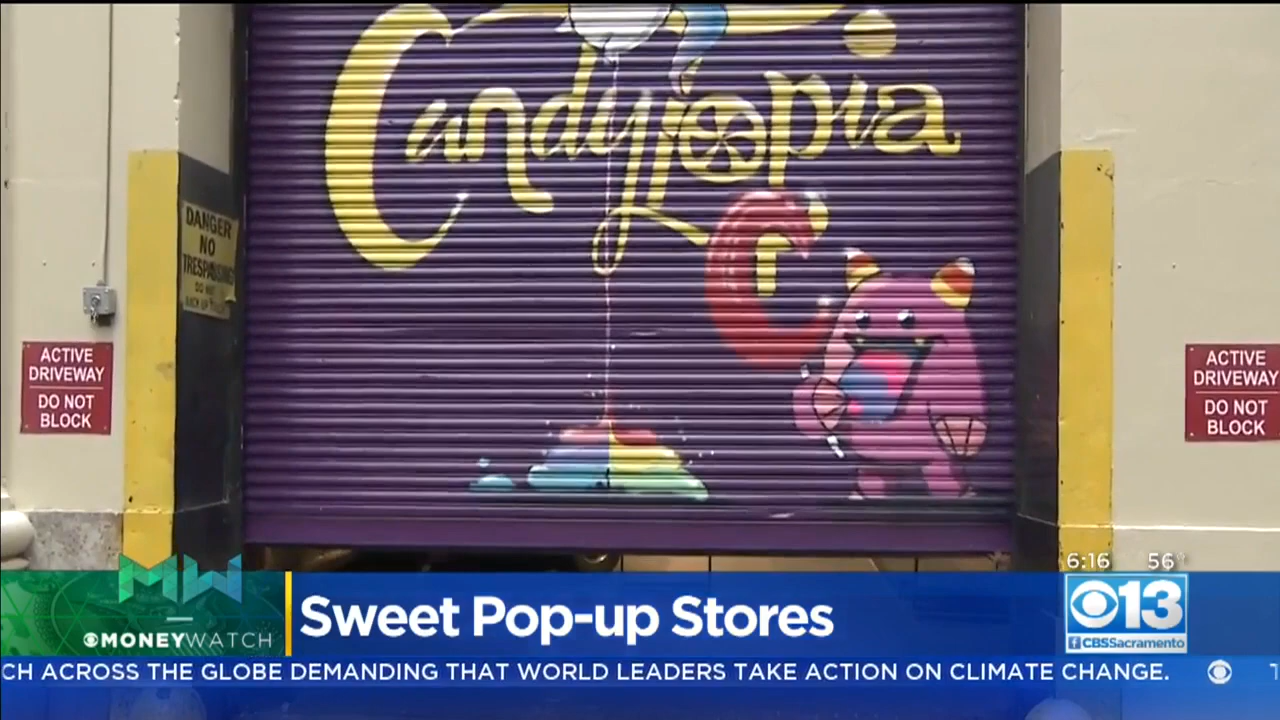 Candytopia
C
DANGER
NO
TRESPASSING
ACTIVE
DRIVEWAY
DO NOT
BLOCK
ACTIVE
DRIVEWAY
DO NOT
BLOCK
6:16 56°
MW
MONEYWATCH
Sweet Pop-up Stores
13
f CBSSacramento
CH ACROSS THE GLOBE DEMANDING THAT WORLD LEADERS TAKE ACTION ON CLIMATE CHANGE.